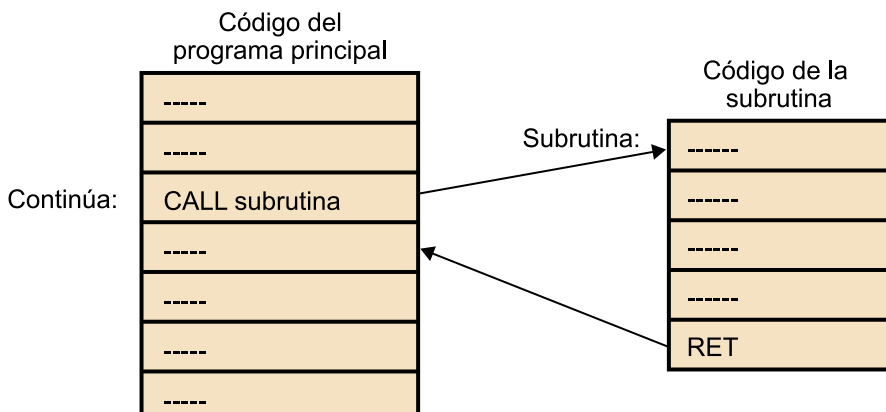 Código del
programa principal
-----
-----
Continúa:
CALL subrutina
-----
-----
-----
-----
Código de la
subrutina
Subrutina:
------
------
------
------
RET